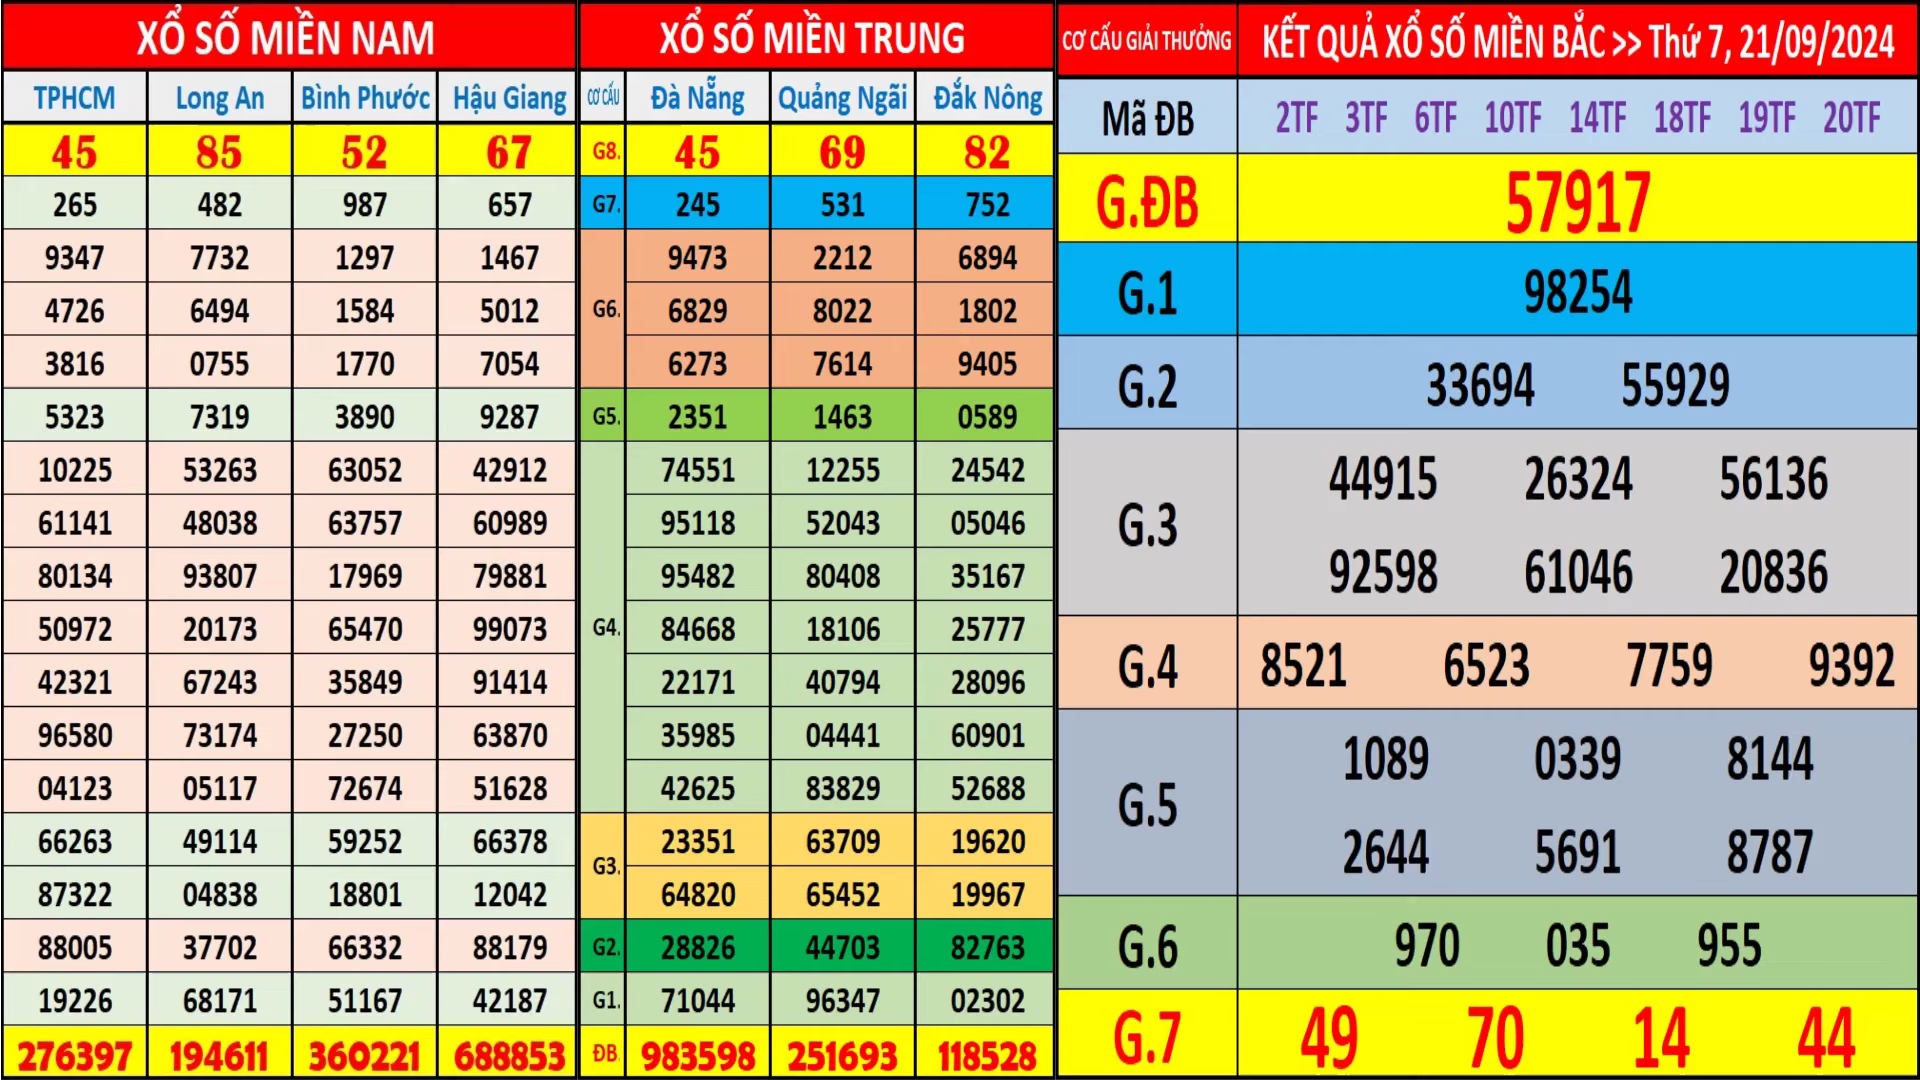 XỔ SỐ MIỀN NAM
TPHCM Long An Bình Phước Hậu Giang
45 85 52 67
265 482 987 657
9347 7732 1297 1467
4726 6494 1584 5012
3816 0755 1770 7054
5323 7319 3890 9287
10225 53263 63052 42912
61141 48038 63757 60989
80134 93807 17969 79881
50972 20173 65470 99073
42321 67243 35849 91414
96580 73174 27250 63870
04123 05117 72674 51628
66263 49114 59252 66378
87322 04838 18801 12042
88005 37702 66332 88179
19226 68171 51167 42187
276397 194611 360221 688853
XỔ SỐ MIỀN TRUNG
CƠ CẤU Đà Nẵng Quảng Ngãi Đắk Nông
G8. 45 69 82
G7. 245 531 752
9473 2212 6894
G6. 6829 8022 1802
6273 7614 9405
G5. 2351 1463 0589
74551 12255 24542
95118 52043 05046
95482 80408 35167
G4. 84668 18106 25777
22171 40794 28096
35985 04441 60901
42625 83829 52688
G3. 23351 63709 19620
64820 65452 19967
G2. 28826 44703 82763
G1. 71044 96347 02302
ĐB. 983598 251693 118528
CƠ CẤU GIẢI THƯỞNG KẾT QUẢ XỔ SỐ MIỀN BẮC >> Thứ 7, 21/09/2024
Mã ĐB 2TF 3TF 6TF 10TF 14TF 18TF 19TF 20TF
G.ĐB 57917
G.1 98254
G.2 33694 55929
G.3 44915 26324 56136
92598 61046 20836
G.4 8521 6523 7759 9392
G.5 1089 0339 8144
2644 5691 8787
G.6 970 035 955
G.7 49 70 14 44